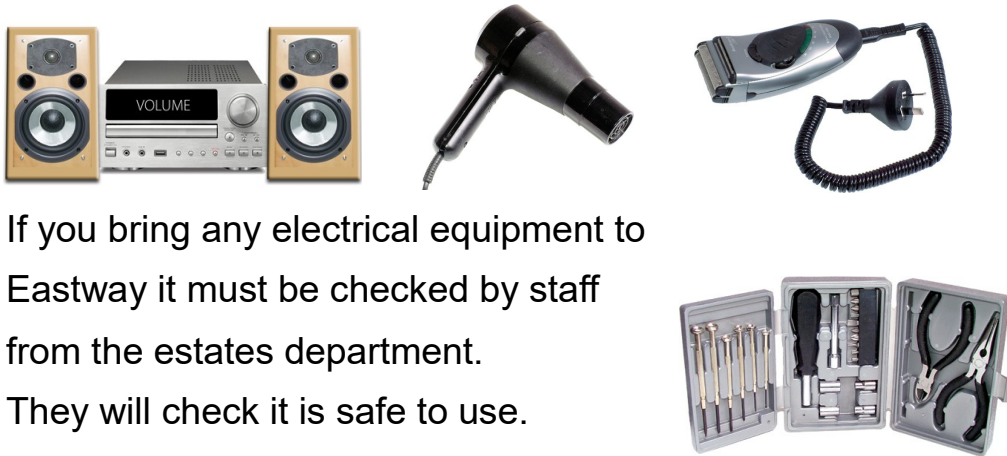 VOLUME
If you bring any electrical equipment to
Eastway it must be checked by staff
from the estates department.
They will check it is safe to use.